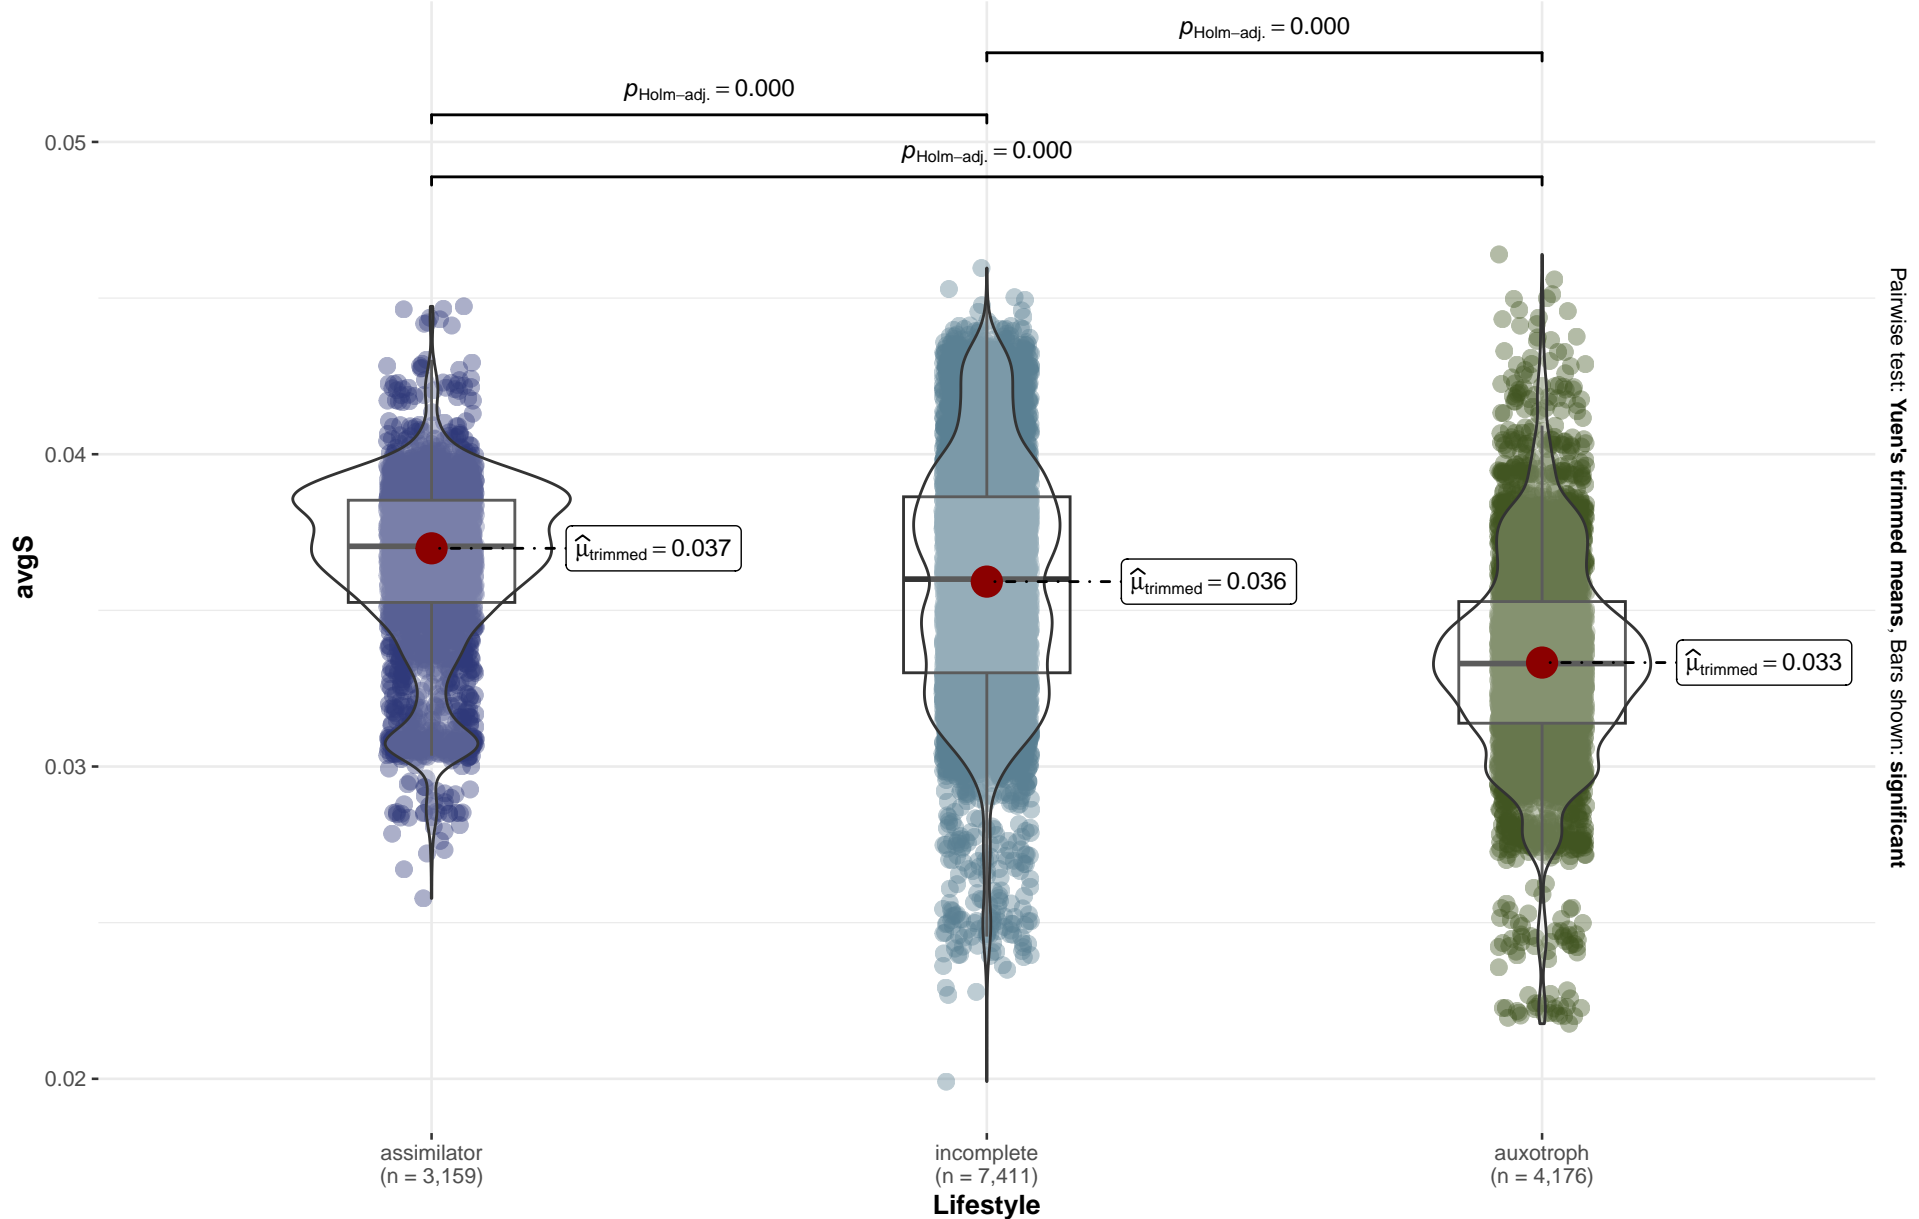 pHolm−adj. = 0.000
pHolm−adj. = 0.000
pHolm−adj. = 0.000
0.05
0.04
0.03
0.02
avgS
μ̂trimmed = 0.037
μ̂trimmed = 0.036
μ̂trimmed = 0.033
Pairwise test: Yuen's trimmed means, Bars shown: significant
assimilator
(n = 3,159)
incomplete
(n = 7,411)
auxotroph
(n = 4,176)
Lifestyle